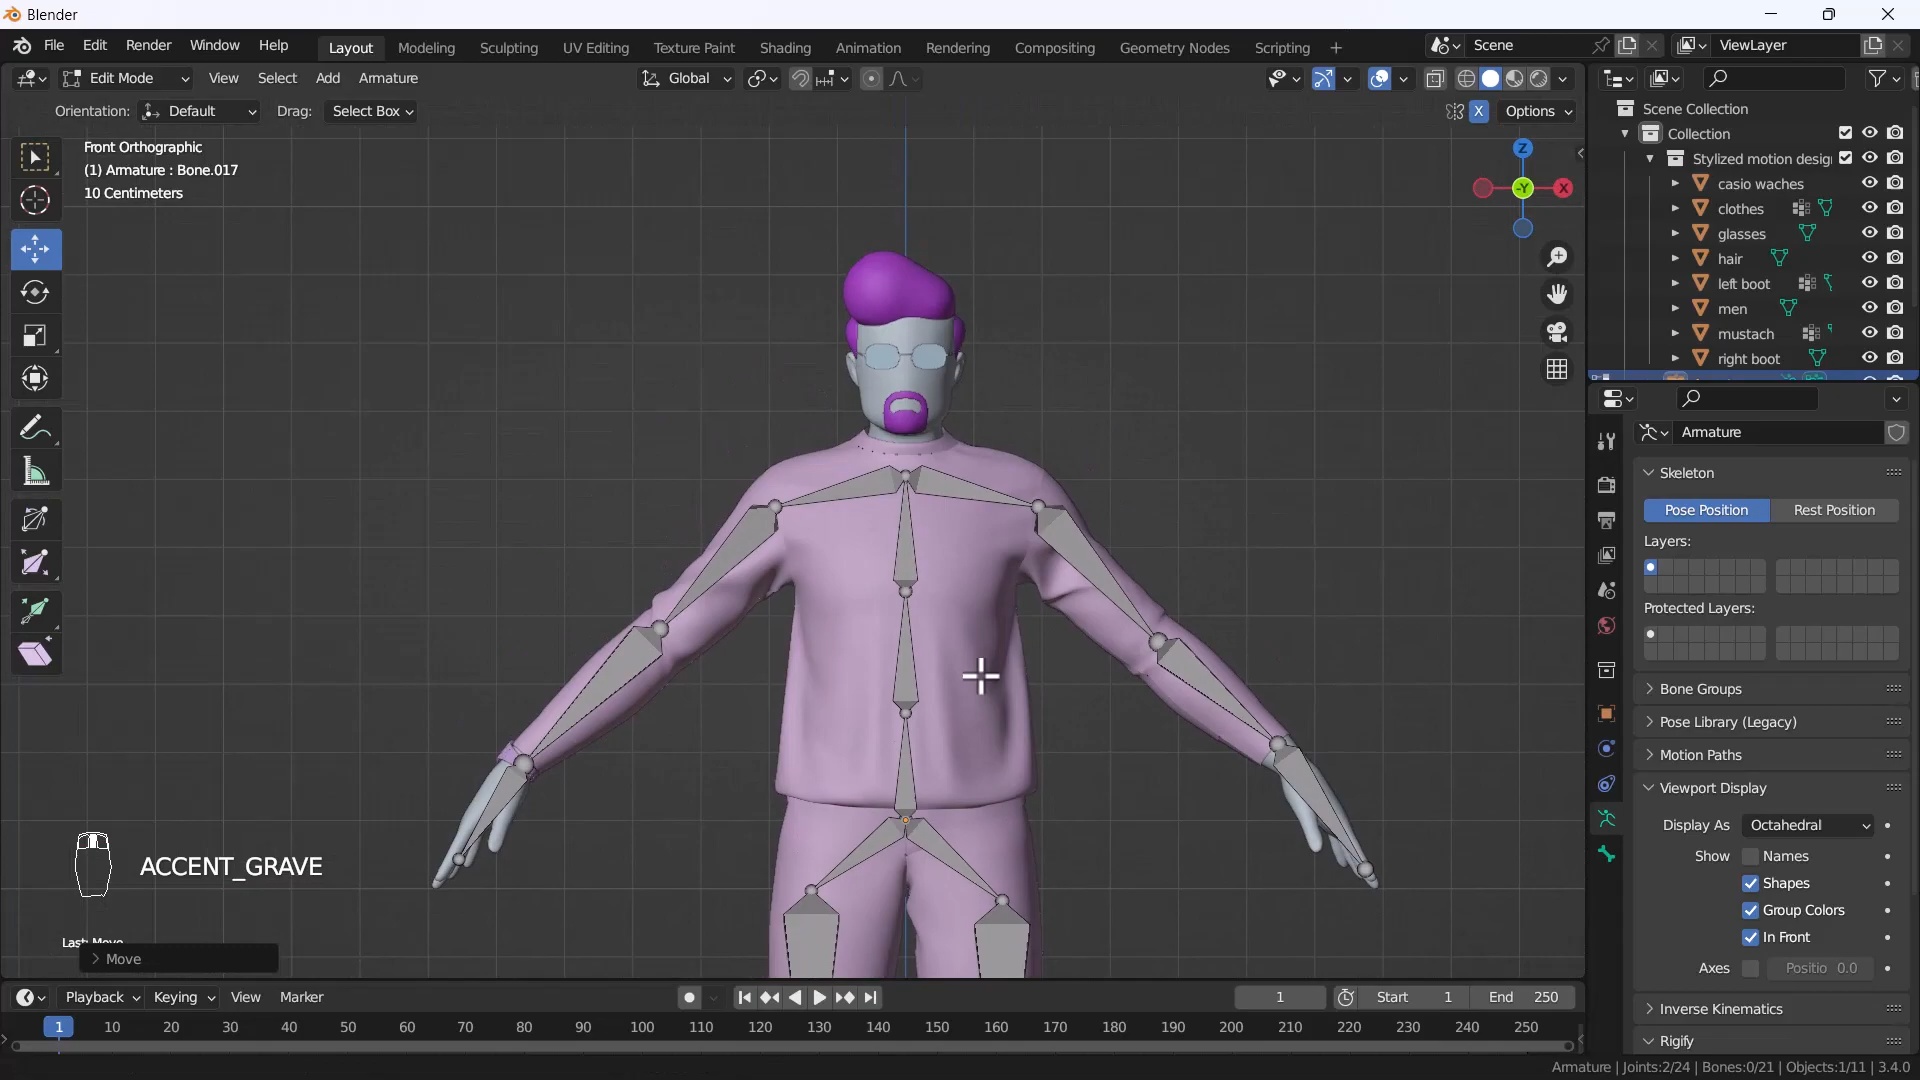 Blender
File Edit Render Window Help Layout Modeling Sculpting UV Editing Texture Paint Shading Animation Rendering Compositing Geometry Nodes Scripting + Scene ViewLayer
Edit Mode View Select Add Armature Global
Orientation: Default Drag: Select Box X Options
Front Orthographic
(1) Armature : Bone.017
10 Centimeters
Z
-Y
X
ACCENT_GRAVE
Last: Move
Move
Scene Collection
Collection
Stylized motion desig
casio waches
clothes
glasses
hair
left boot
men
mustach
right boot
Armature
Skeleton
Pose Position Rest Position
Layers:
Protected Layers:
Bone Groups
Pose Library (Legacy)
Motion Paths
Viewport Display
Display As Octahedral
Show Names
Shapes
Group Colors
In Front
Axes Positio 0.0
Inverse Kinematics
Rigify
Playback Keying View Marker 1 Start 1 End 250
1 10 20 30 40 50 60 70 80 90 100 110 120 130 140 150 160 170 180 190 200 210 220 230 240 250
Armature | Joints:2/24 | Bones:0/21 | Objects:1/11 | 3.4.0